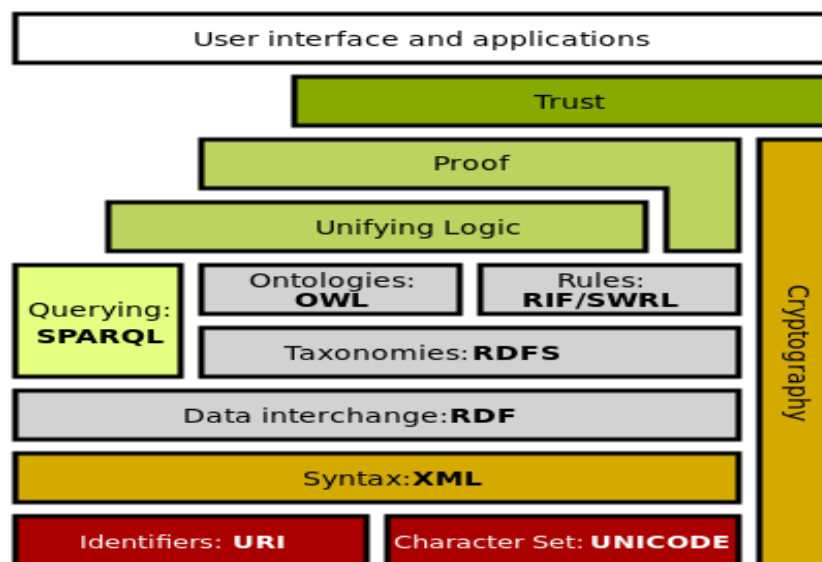 User interface and applications
Trust
Proof
Unifying Logic
Querying:
SPARQL
Ontologies:
OWL
Rules:
RIF/SWRL
Taxonomies: RDFS
Data interchange:RDF
Syntax:XML
Identifiers: URI
Character Set: UNICODE
Cryptography